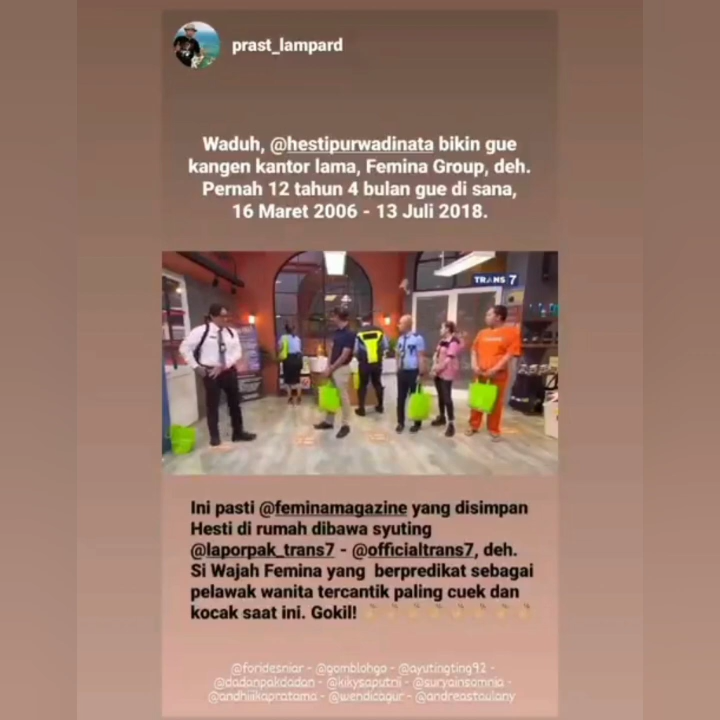 prast_lampard
Waduh, @hestipurwadinata bikin gue
kangen kantor lama, Femina Group, deh.
Pernah 12 tahun 4 bulan gue di sana,
16 Maret 2006 - 13 Juli 2018.
TRANS 7
Ini pasti @feminamagazine yang disimpan
Hesti di rumah dibawa syuting
@laporpak_trans7 - @officialtrans7, deh.
Si Wajah Femina yang berpredikat sebagai
pelawak wanita tercantik paling cuek dan
kocak saat ini. Gokil!
@foridesniar - @gomblohgo - @ayutingting92 -
@dadanpakdadan - @kikysaputrii - @suryainsomnia -
@andhiiikapratama - @wendicagur - @andreastaulany